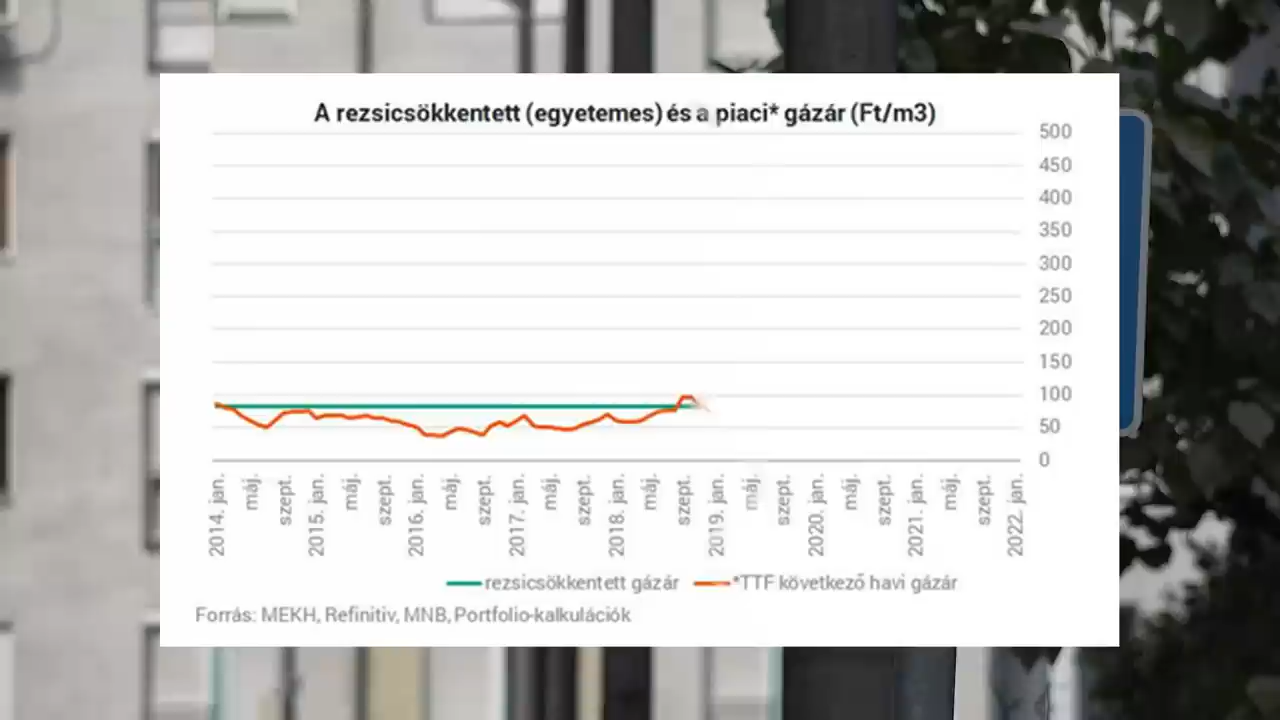 A rezsicsökkentett (egyetemes) és a piaci* gázár (Ft/m3)
500
450
400
350
300
250
200
150
100
50
0
2014. jan.
máj.
szept.
2015. jan.
máj.
szept.
2016. jan.
máj.
szept.
2017. jan.
máj.
szept.
2018. jan.
máj.
szept.
2019. jan.
máj.
szept.
2020. jan.
máj.
szept.
2021. jan.
máj.
szept.
2022. jan.
rezsicsökkentett gázár
*TTF következő havi gázár
Forrás: MEKH, Refinitiv, MNB, Portfolio-kalkulációk